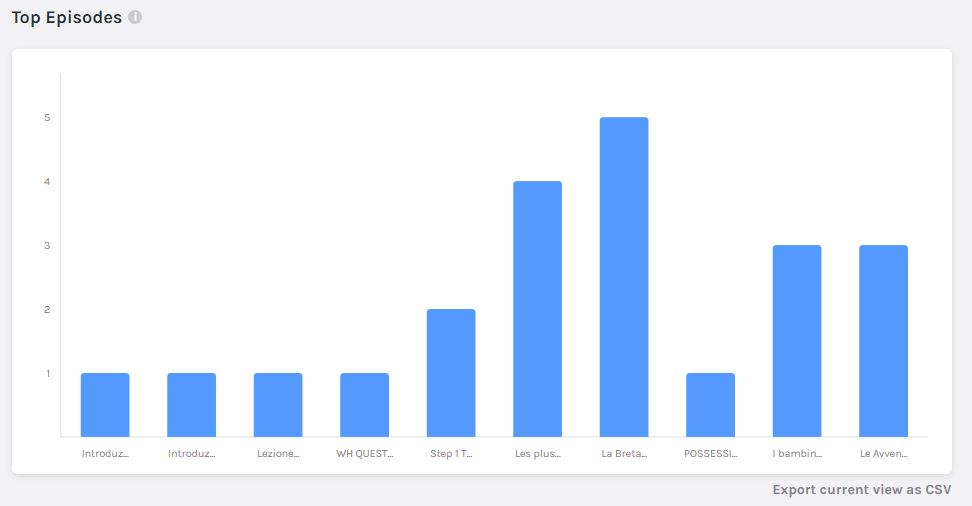 Top Episodes
5
4
3
2
1
Introduz...
Introduz...
Lezione...
WH QUEST...
Step 1 T...
Les plus...
La Breta...
POSSESSI...
I bambin...
Le Avven...
Export current view as CSV